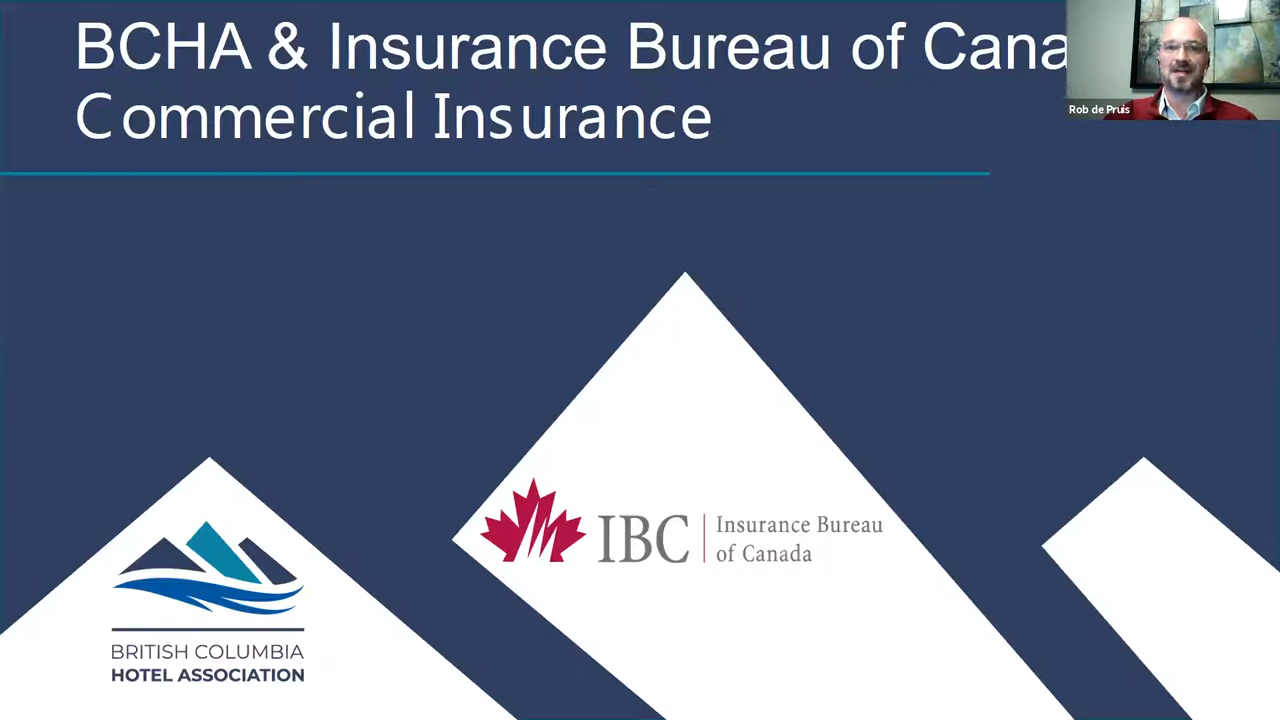 BCHA & Insurance Bureau of Cana
Commercial Insurance
Rob de Pruis
IBC
Insurance Bureau
of Canada
BRITISH COLUMBIA
HOTEL ASSOCIATION